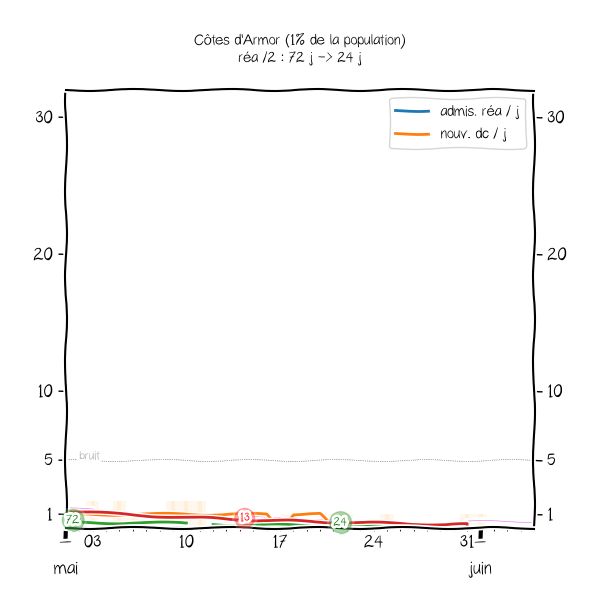 Côtes d'Armor (1% de la population)
réa /2 : 72 j -> 24 j
admis. réa / j
nouv. dc / j
30
30
20
20
10
10
5
bruit
5
1
72
13
24
1
03
10
17
24
31
mai
juin